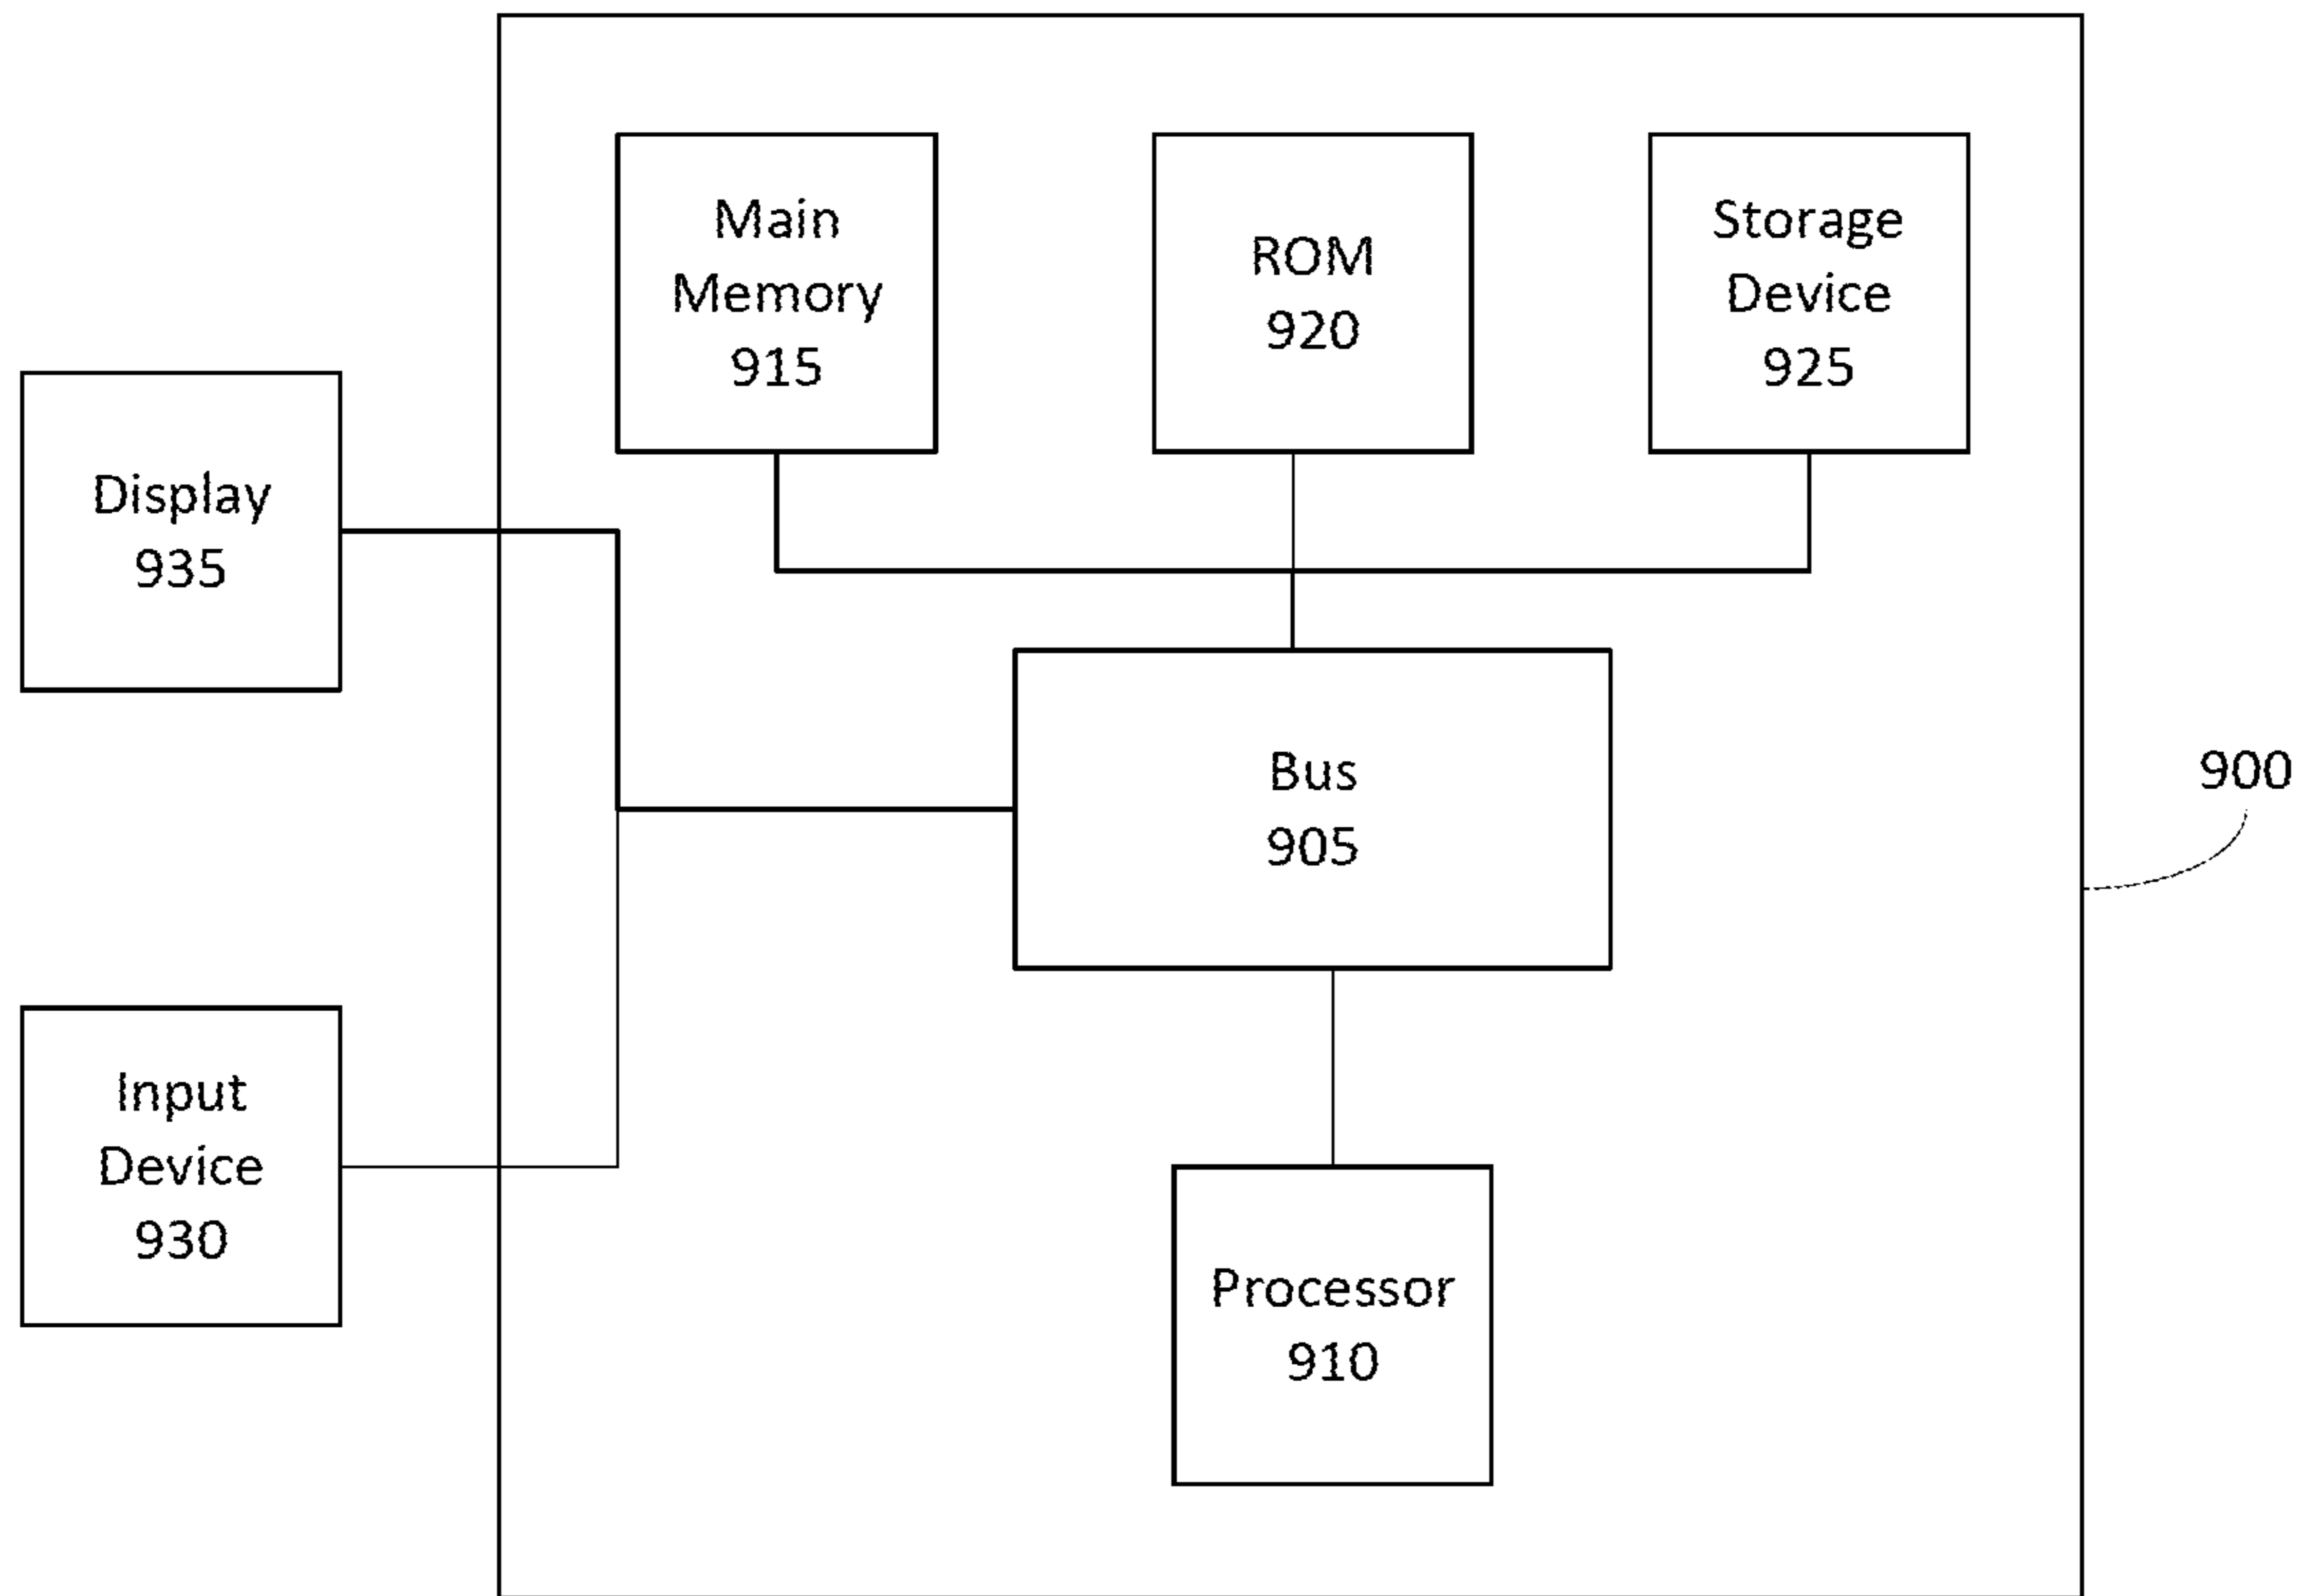 Main
Memory
915
ROM
920
Storage
Device
925
Display
935
Bus
905
900
Input
Device
930
Processor
910